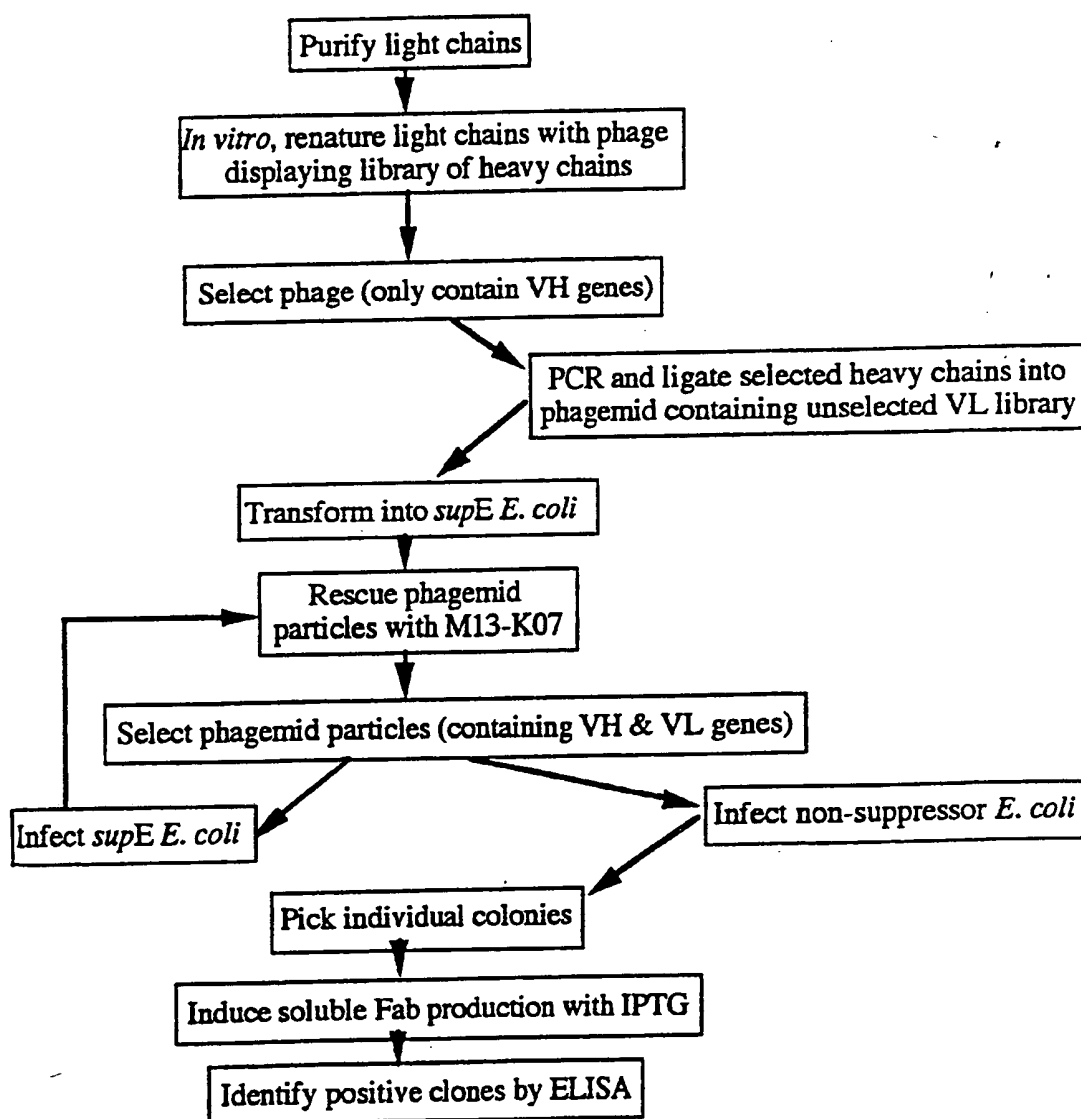 Purify light chains
In vitro, renature light chains with phage
displaying library of heavy chains
Select phage (only contain VH genes)
PCR and ligate selected heavy chains into
phagemid containing unselected VL library
Transform into supE E. coli
Rescue phagemid
particles with M13-K07
Select phagemid particles (containing VH & VL genes)
Infect supE E. coli
Infect non-suppressor E. coli
Pick individual colonies
Induce soluble Fab production with IPTG
Identify positive clones by ELISA